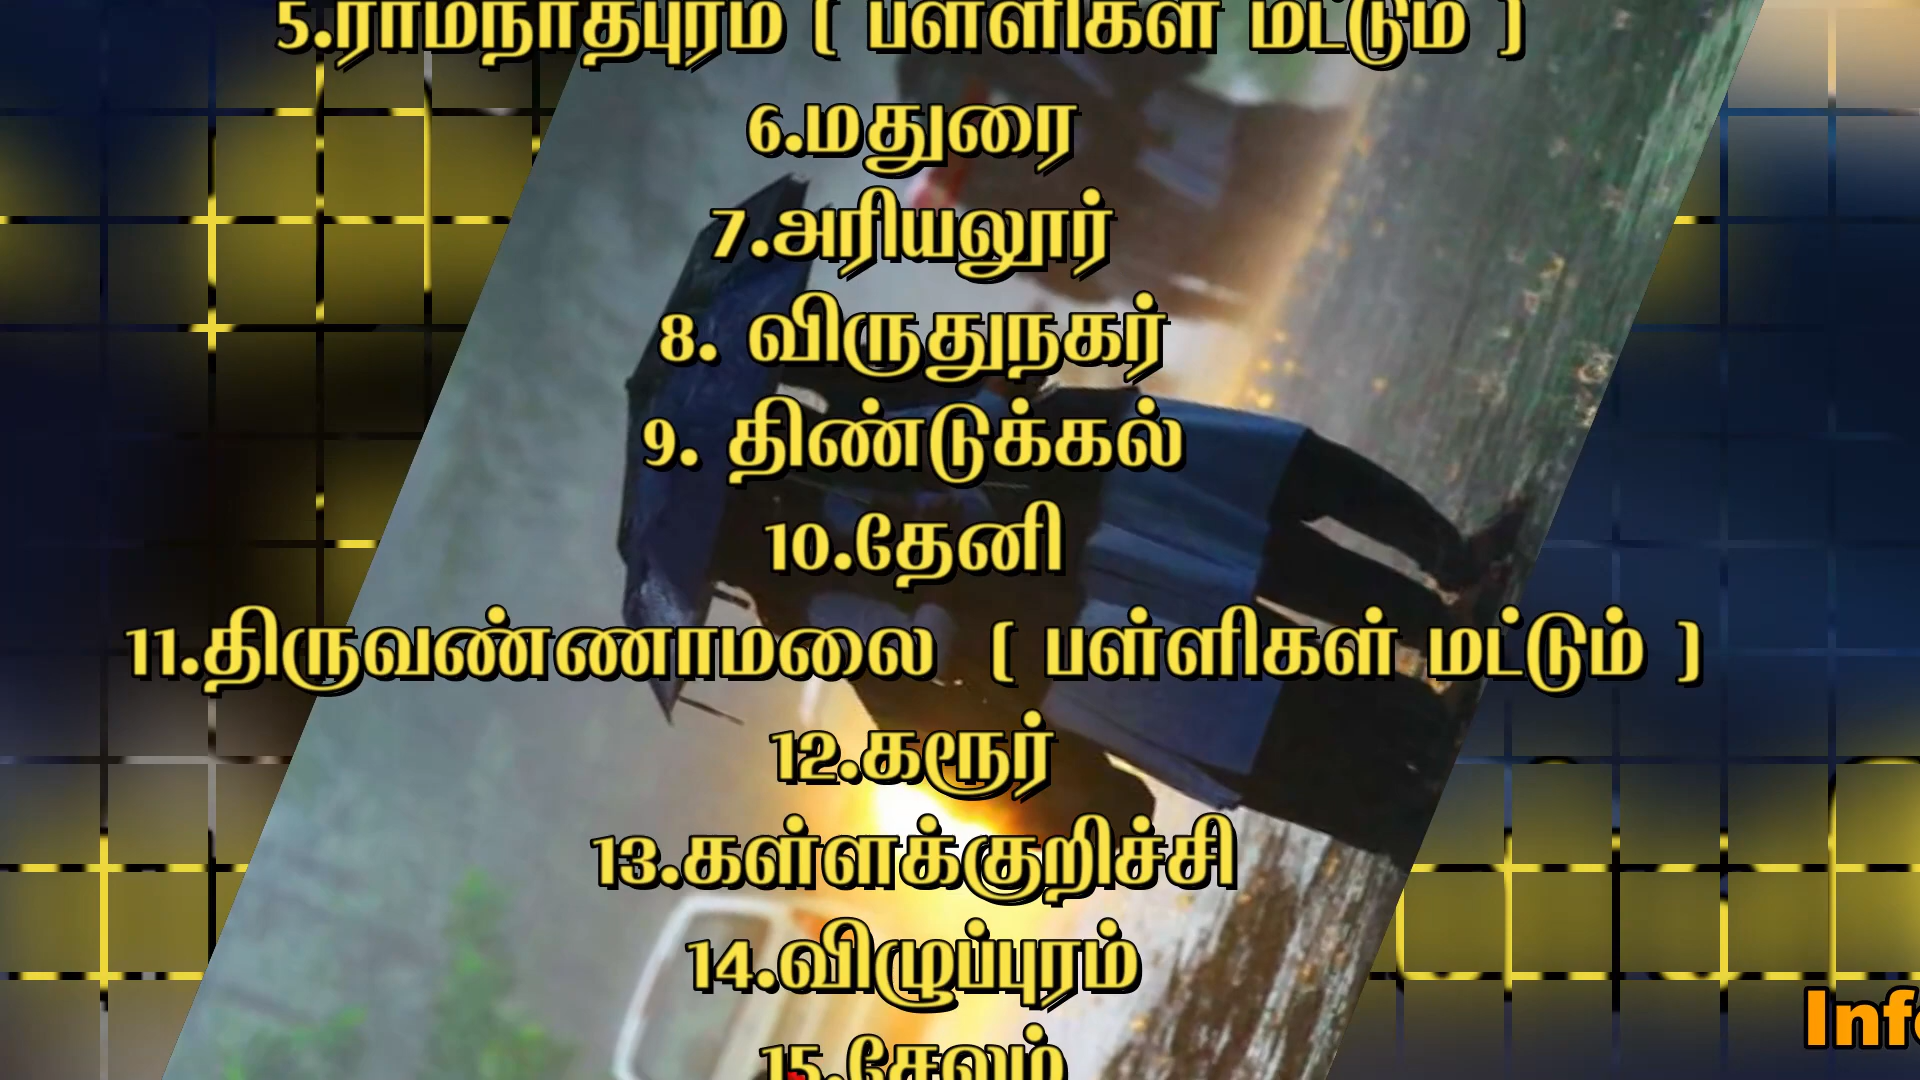 5.ராமநாதபுரம் ( பள்ளிகள் மட்டும் )
6.மதுரை
7.அரியலூர்
8. விருதுநகர்
9. திண்டுக்கல்
10.தேனி
11.திருவண்ணாமலை ( பள்ளிகள் மட்டும் )
12.கரூர்
13.கள்ளக்குறிச்சி
14.விழுப்புரம்
15.சேலம்